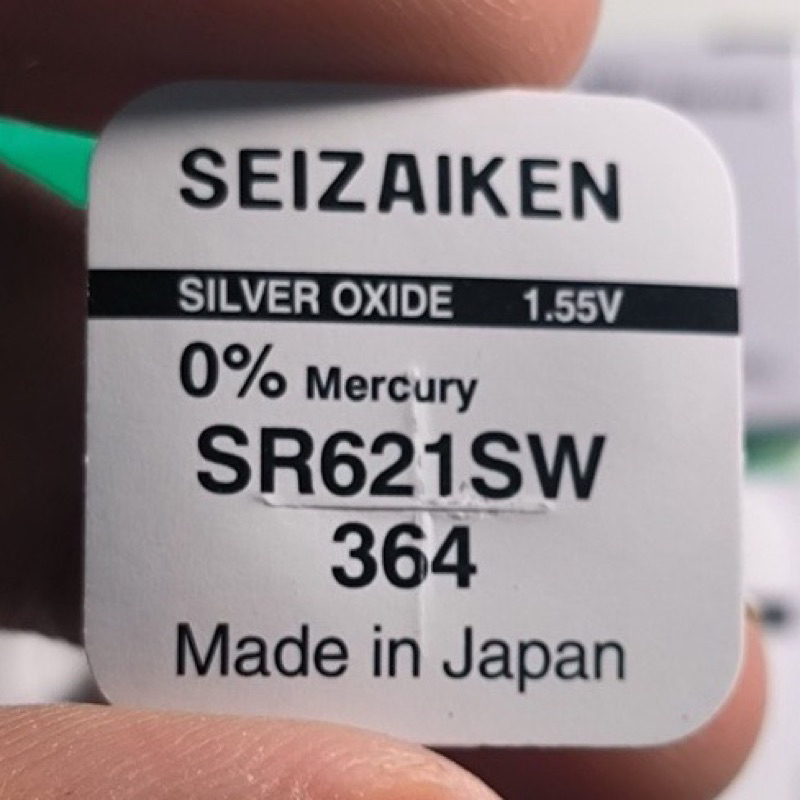 SEIZAIKEN
SILVER OXIDE 1.55V
0% Mercury
SR621SW
364
Made in Japan